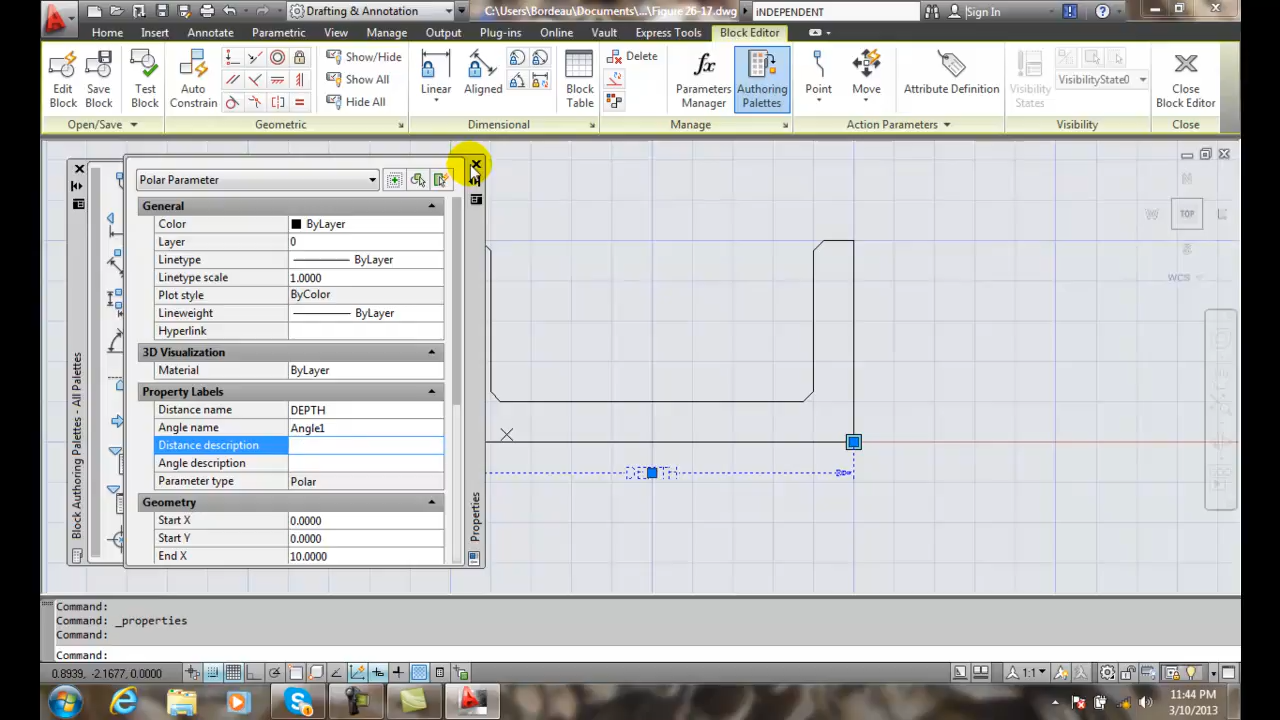 Drafting & Annotation
C:\Users\Bordeau\Documents\...\Figure 26-17.dwg
INDEPENDENT
Sign In
Home Insert Annotate Parametric View Manage Output Plug-ins Online Vault Express Tools Block Editor
Edit Block
Save Block
Test Block
Auto Constrain
Show/Hide
Show All
Hide All
Linear
Aligned
Block Table
Delete
Parameters Manager
Authoring Palettes
Point
Move
Attribute Definition
Visibility States
VisibilityState0
Close Block Editor
Open/Save
Geometric
Dimensional
Manage
Action Parameters
Visibility
Close
Polar Parameter
General
Color ByLayer
Layer 0
Linetype ByLayer
Linetype scale 1.0000
Plot style ByColor
Lineweight ByLayer
Hyperlink
3D Visualization
Material ByLayer
Property Labels
Distance name DEPTH
Angle name Angle1
Distance description
Angle description
Parameter type Polar
Geometry
Start X 0.0000
Start Y 0.0000
End X 10.0000
Block Authoring Palettes - All Palettes
Properties
TOP
W
WCS
Command:
Command: _properties
Command:
Command:
0.8939, -2.1677, 0.0000
1:1
11:44 PM
3/10/2013